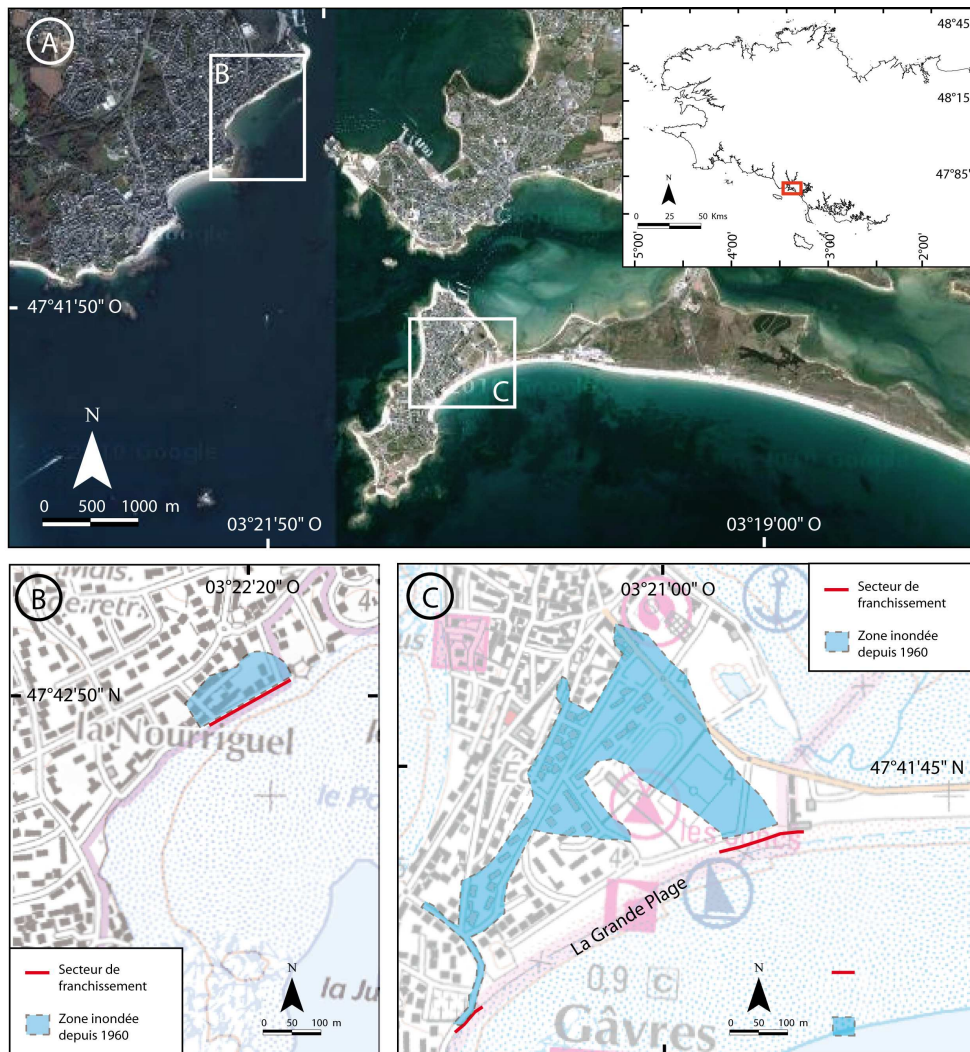 A
B
C
N
0 500 1000 m
47°41'50" O
03°21'50" O
03°19'00" O
48°45'
48°15'
47°85'
N
0 25 50 Kms
5°00'
4°00'
3°00'
2°00'
B
03°22'20" O
47°42'50" N
la Nourriguel
le Po
la Ju
Secteur de
franchissement
Zone inondée
depuis 1960
N
0 50 100 m
C
03°21'00" O
Secteur de
franchissement
Zone inondée
depuis 1960
47°41'45" N
4
4
La Grande Plage
0,9 C
Gâvres
N
0 50 100 m